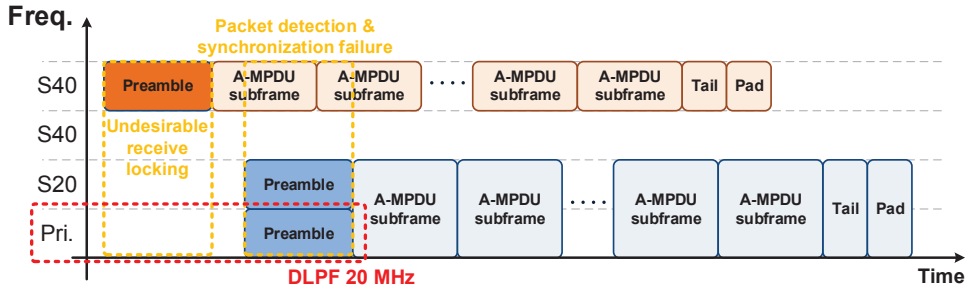 Freq.
Packet detection &
synchronization failure
S40
Preamble
A-MPDU
subframe
A-MPDU
subframe
····
A-MPDU
subframe
A-MPDU
subframe
Tail
Pad
S40
Undesirable
receive
locking
S20
Preamble
A-MPDU
subframe
A-MPDU
subframe
····
A-MPDU
subframe
A-MPDU
subframe
Tail
Pad
Pri.
Preamble
DLPF 20 MHz
Time